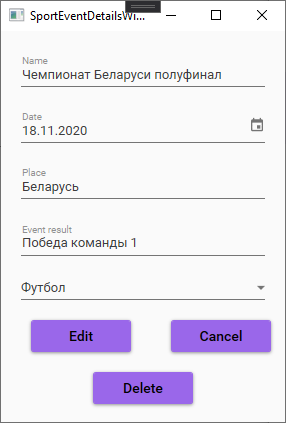 SportEventDetailsWi...
Name
Чемпионат Беларуси полуфинал
Date
18.11.2020
Place
Беларусь
Event result
Победа команды 1
Футбол
Edit
Cancel
Delete